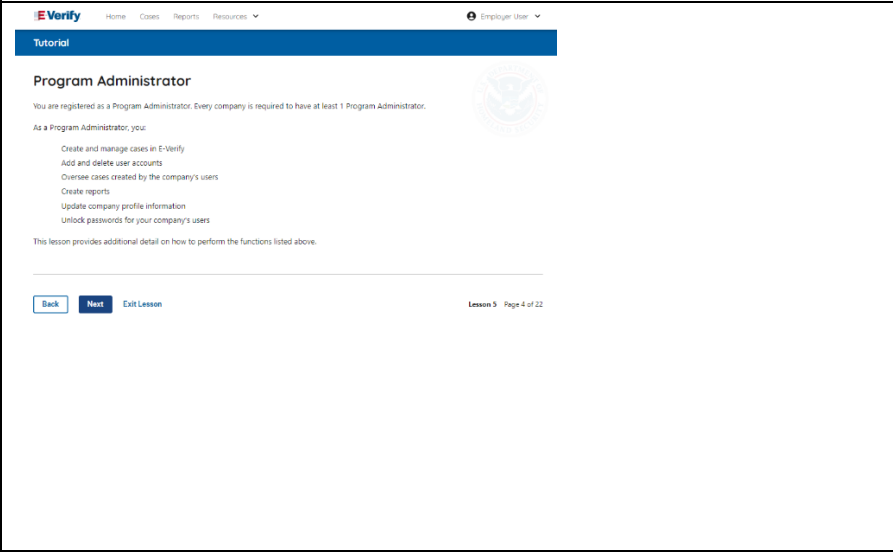 E-Verify Home Cases Reports Resources Employer User
Tutorial
Program Administrator
You are registered as a Program Administrator. Every company is required to have at least 1 Program Administrator.
As a Program Administrator, you:
Create and manage cases in E-Verify
Add and delete user accounts
Oversee cases created by the company's users
Create reports
Update company profile information
Unlock passwords for your company's users
This lesson provides additional detail on how to perform the functions listed above.
Back Next Exit Lesson Lesson 5 Page 4 of 22